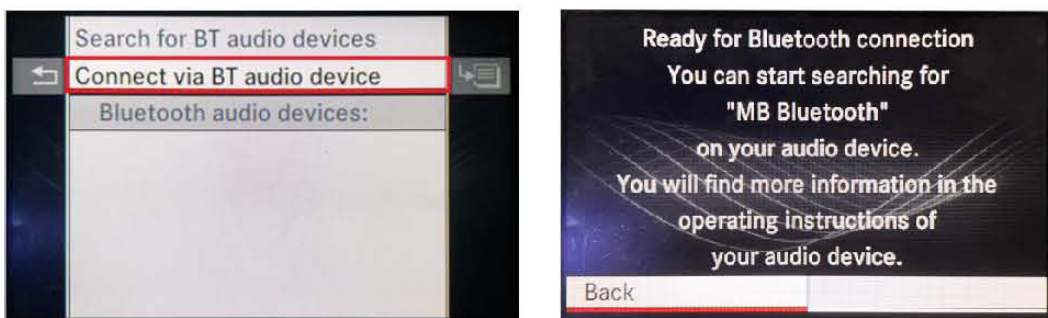 Search for BT audio devices
Connect via BT audio device
Bluetooth audio devices:
Ready for Bluetooth connection
You can start searching for
"MB Bluetooth"
on your audio device.
You will find more information in the
operating instructions of
your audio device.
Back